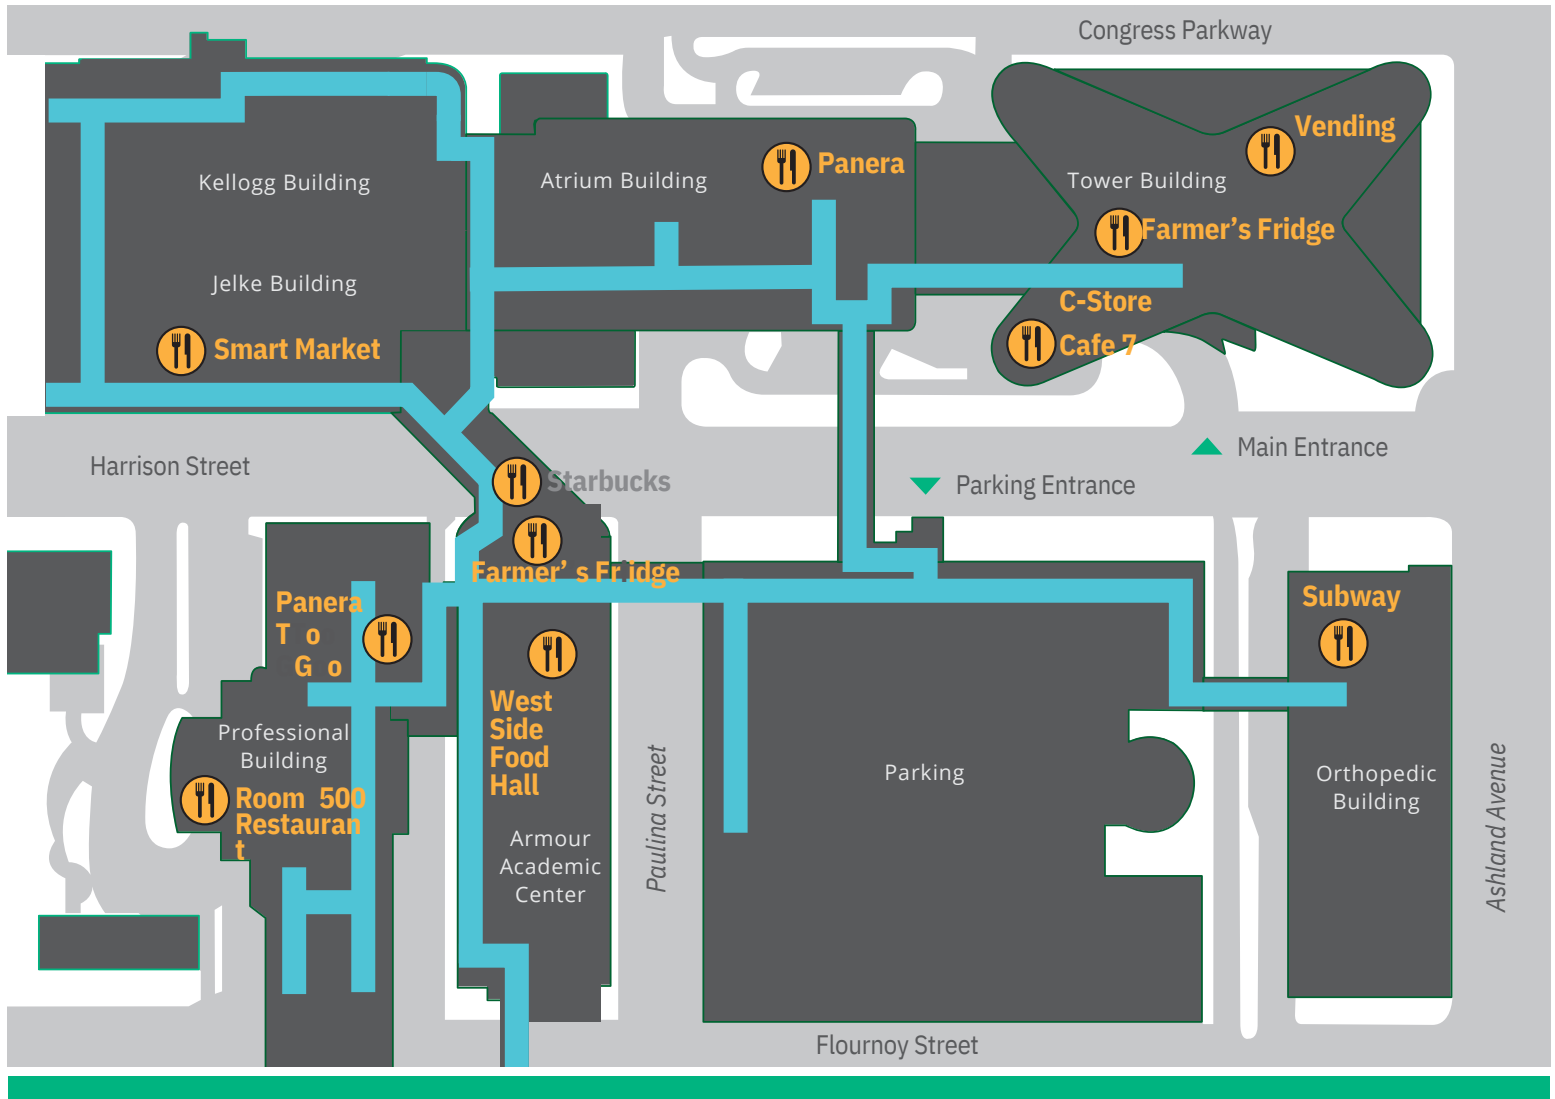 Congress Parkway
Vending
Panera
Kellogg Building
Atrium Building
Tower Building
Farmer’s Fridge
Jelke Building
C-Store
Smart Market
Cafe 7
Main Entrance
Harrison Street
Starbucks
Parking Entrance
Farmer’ s Fr idge
Panera
T o
G o
Subway
West
Side
Food
Hall
Professional
Building
Room 500
Restauran
t
Parking
Orthopedic
Building
Paulina Street
Ashland Avenue
Armour
Academic
Center
Flournoy Street